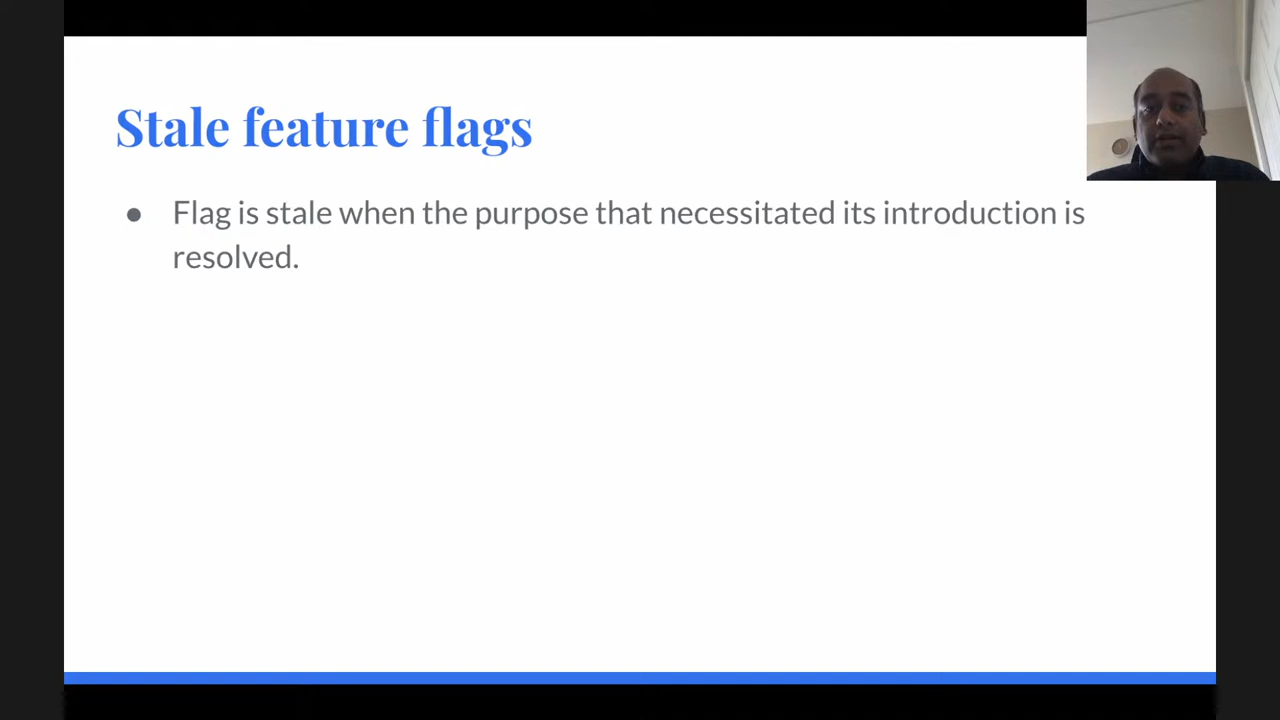 Stale feature flags
● Flag is stale when the purpose that necessitated its introduction is
resolved.